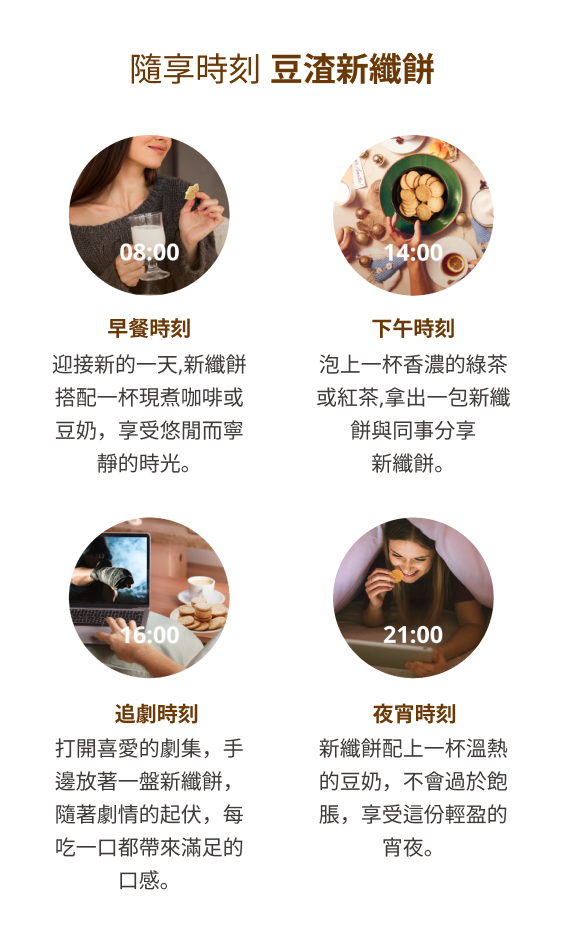 隨享時刻 豆渣新纖餅
08:00
早餐時刻
迎接新的一天,新纖餅
搭配一杯現煮咖啡或
豆奶，享受悠閒而寧
靜的時光。
14:00
下午時刻
泡上一杯香濃的綠茶
或紅茶,拿出一包新纖
餅與同事分享
新纖餅。
16:00
追劇時刻
打開喜愛的劇集，手
邊放著一盤新纖餅，
隨著劇情的起伏，每
吃一口都帶來滿足的
口感。
21:00
夜宵時刻
新纖餅配上一杯溫熱
的豆奶，不會過於飽
脹，享受這份輕盈的
宵夜。